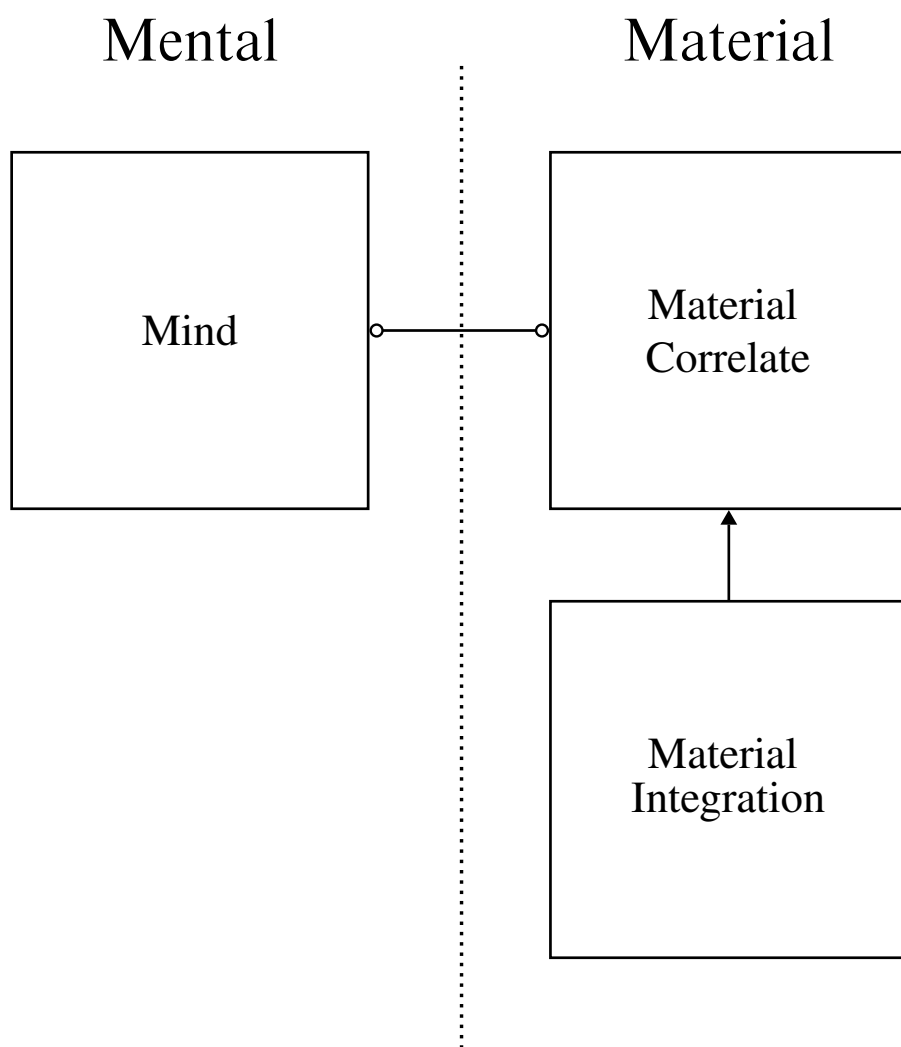 Mental
Material
Mind
Material
Correlate
Material
Integration